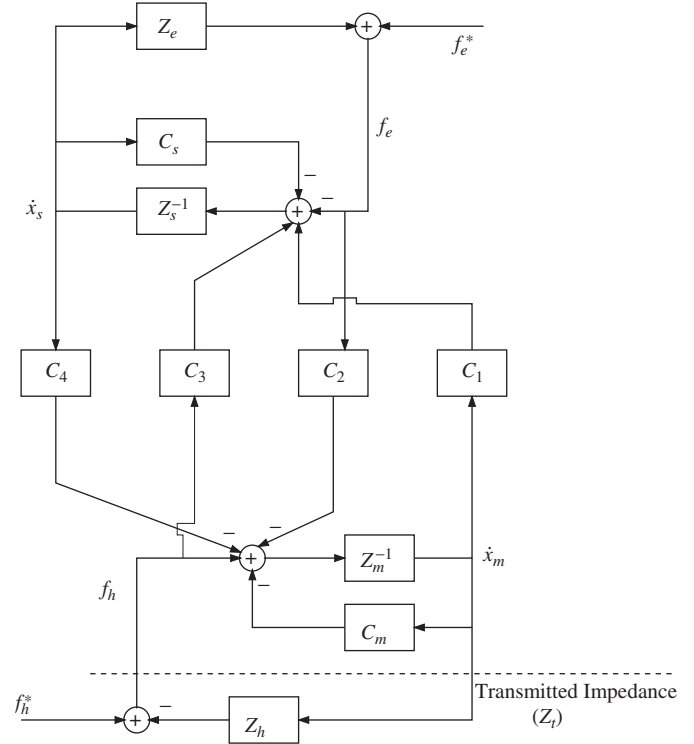 Z_e
+
f_e^*
f_e
C_s
−
−
ẋ_s
Z_s^{-1}
+
C_4
C_3
C_2
C_1
−
−
+
Z_m^{-1}
ẋ_m
f_h
−
C_m
Transmitted Impedance
(Z_t)
f_h^*
−
+
Z_h